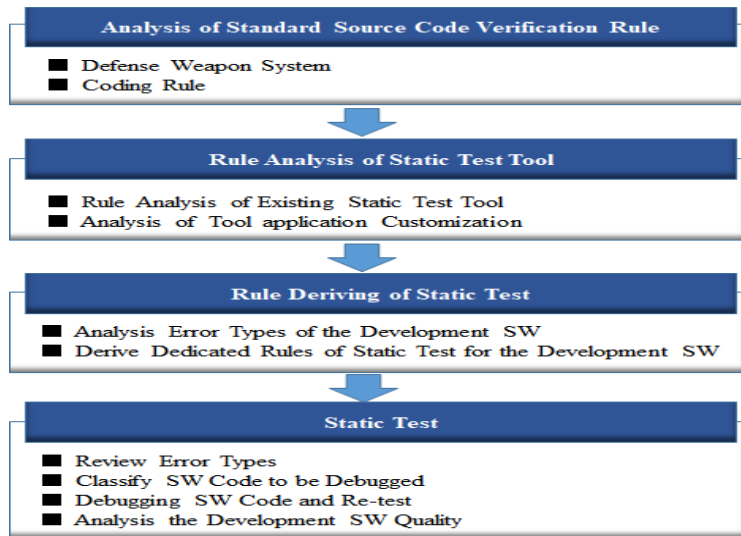 Analysis of Standard Source Code Verification Rule
■ Defense Weapon System
■ Coding Rule
Rule Analysis of Static Test Tool
■ Rule Analysis of Existing Static Test Tool
■ Analysis of Tool application Customization
Rule Deriving of Static Test
■ Analysis Error Types of the Development SW
■ Derive Dedicated Rules of Static Test for the Development SW
Static Test
■ Review Error Types
■ Classify SW Code to be Debugged
■ Debugging SW Code and Re-test
■ Analysis the Development SW Quality